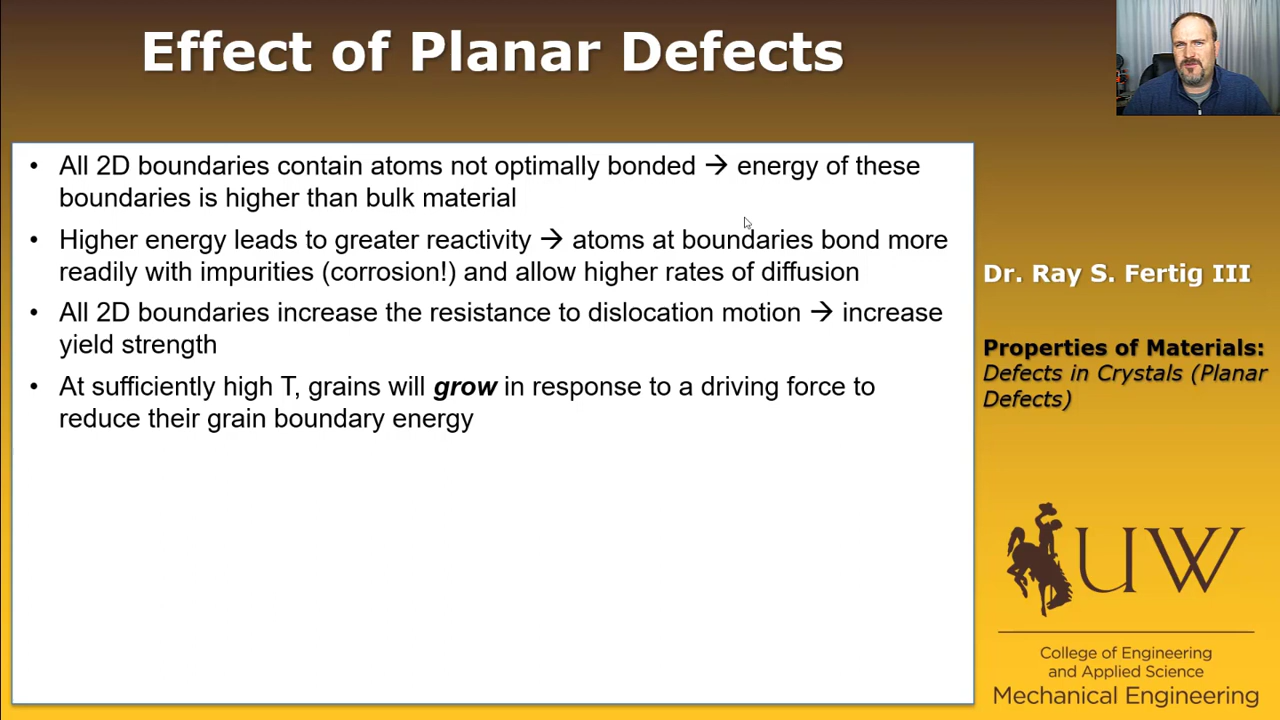 Effect of Planar Defects
• All 2D boundaries contain atoms not optimally bonded → energy of these
boundaries is higher than bulk material
• Higher energy leads to greater reactivity → atoms at boundaries bond more
readily with impurities (corrosion!) and allow higher rates of diffusion
• All 2D boundaries increase the resistance to dislocation motion → increase
yield strength
• At sufficiently high T, grains will grow in response to a driving force to
reduce their grain boundary energy
Dr. Ray S. Fertig III
Properties of Materials:
Defects in Crystals (Planar
Defects)
UW
College of Engineering
and Applied Science
Mechanical Engineering